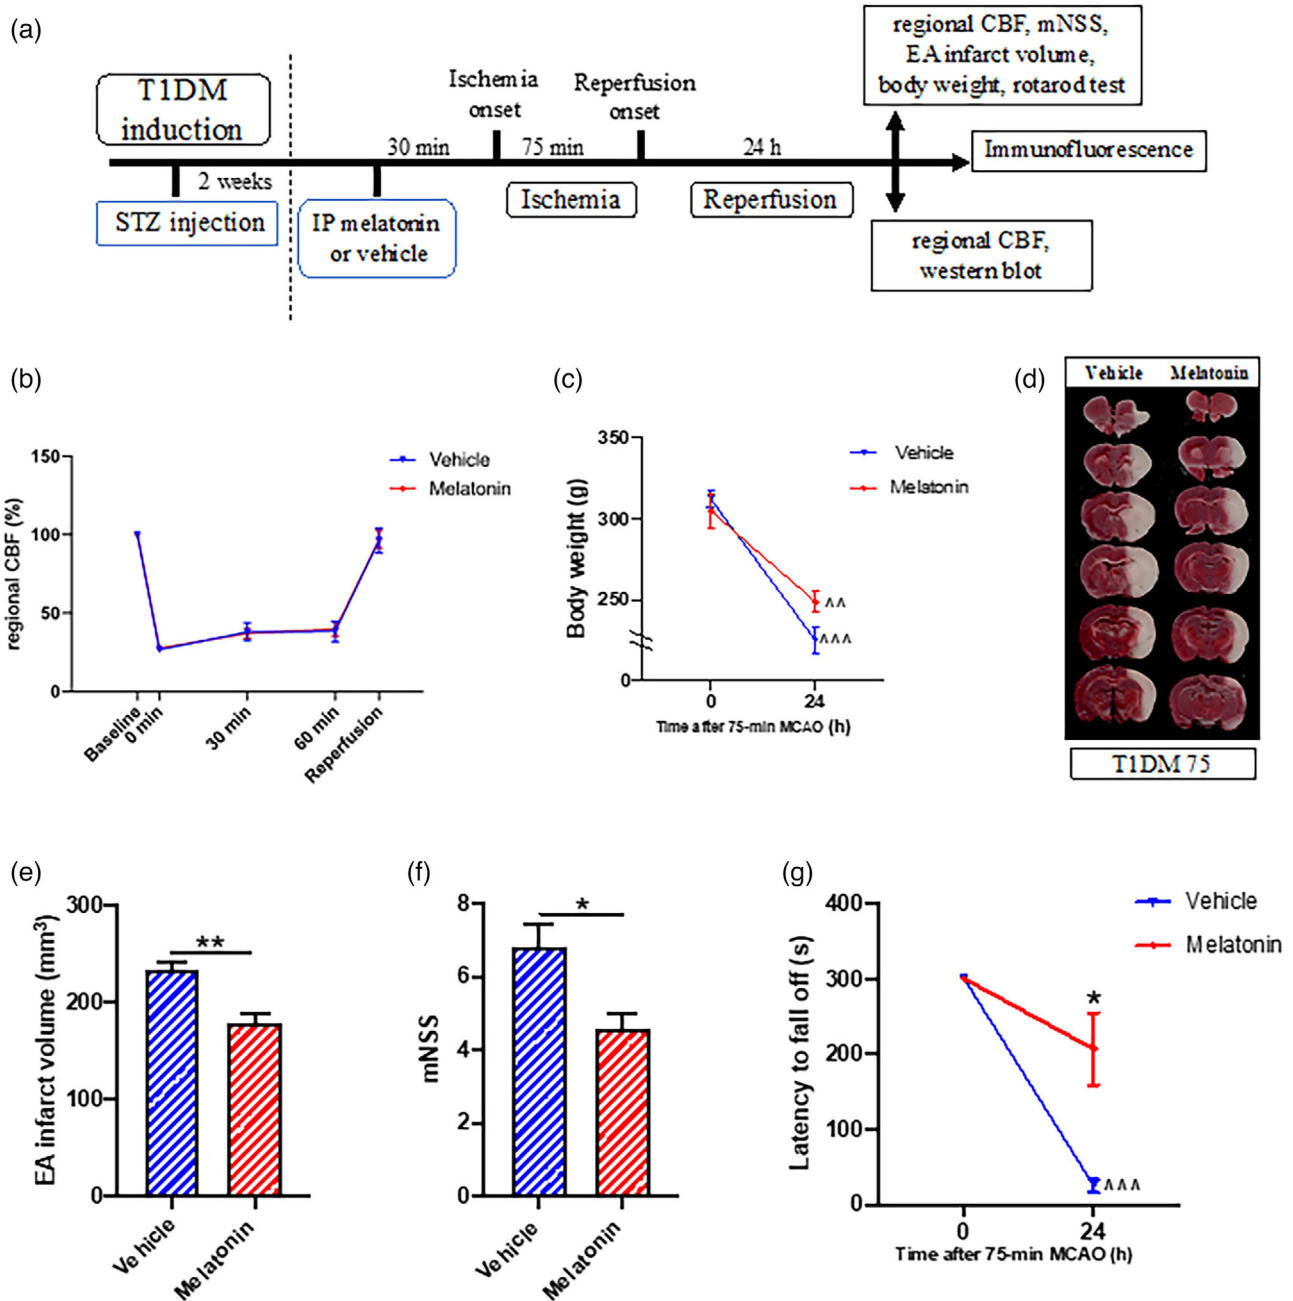 (a)
T1DM
induction
2 weeks
STZ injection
30 min
IP melatonin
or vehicle
Ischemia
onset
75 min
Ischemia
Reperfusion
onset
24 h
Reperfusion
regional CBF, mNSS,
EA infarct volume,
body weight, rotarod test
Immunofluorescence
regional CBF,
western blot
(b)
regional CBF (%)
150
100
50
0
Baseline
0 min
30 min
60 min
Reperfusion
Vehicle
Melatonin
(c)
Body weight (g)
350
300
250
0
0
24
Time after 75-min MCAO (h)
Vehicle
Melatonin
^^
^^^
(d)
Vehicle Melatonin
T1DM 75
(e)
EA infarct volume (mm3)
300
200
100
0
**
Vehicle
Melatonin
(f)
mNSS
8
6
4
2
0
*
Vehicle
Melatonin
(g)
Latency to fall off (s)
400
300
200
100
0
*
^^^
0
24
Time after 75-min MCAO (h)
Vehicle
Melatonin